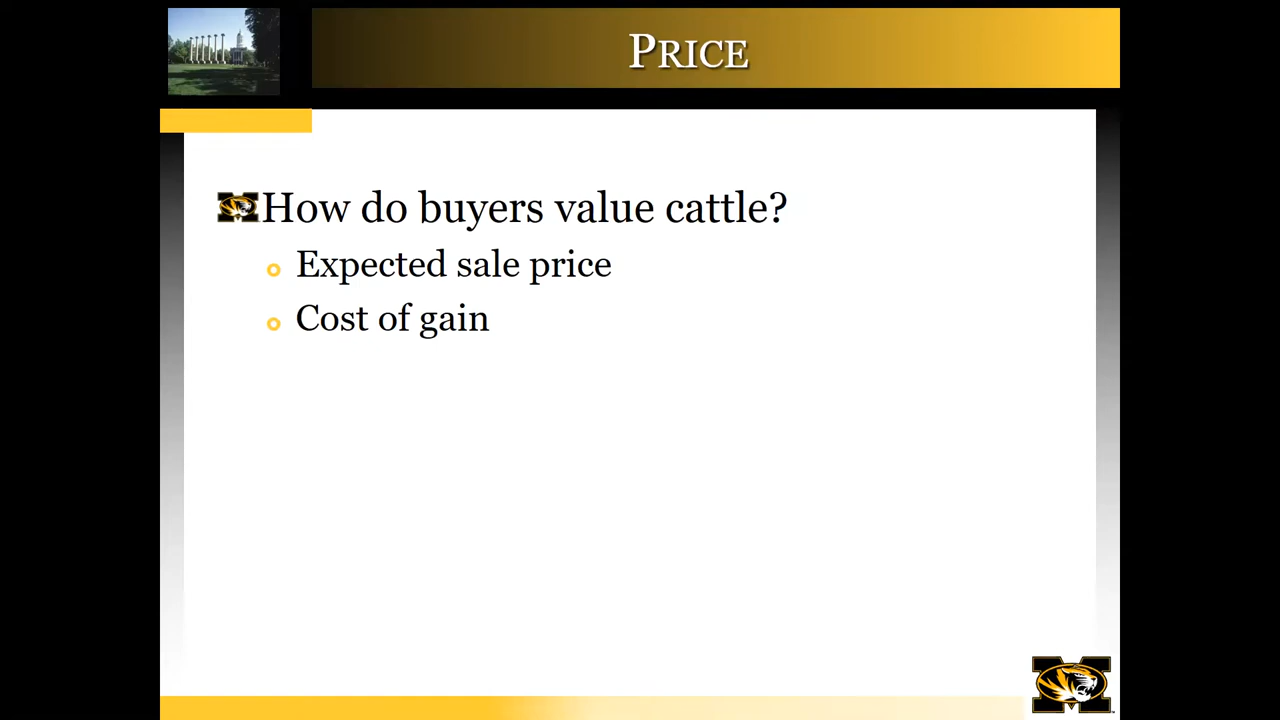 PRICE
How do buyers value cattle?
Expected sale price
Cost of gain